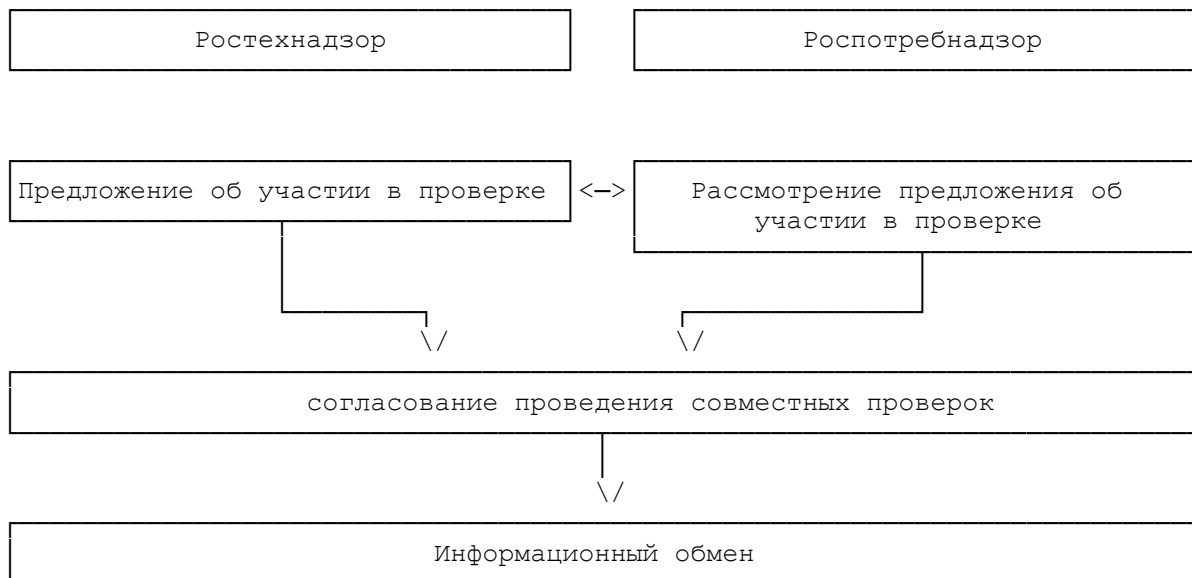 Ростехнадзор
Роспотребнадзор
Предложение об участии в проверке
<—>
Рассмотрение предложения об
участии в проверке
\/
\/
согласование проведения совместных проверок
\/
Информационный обмен